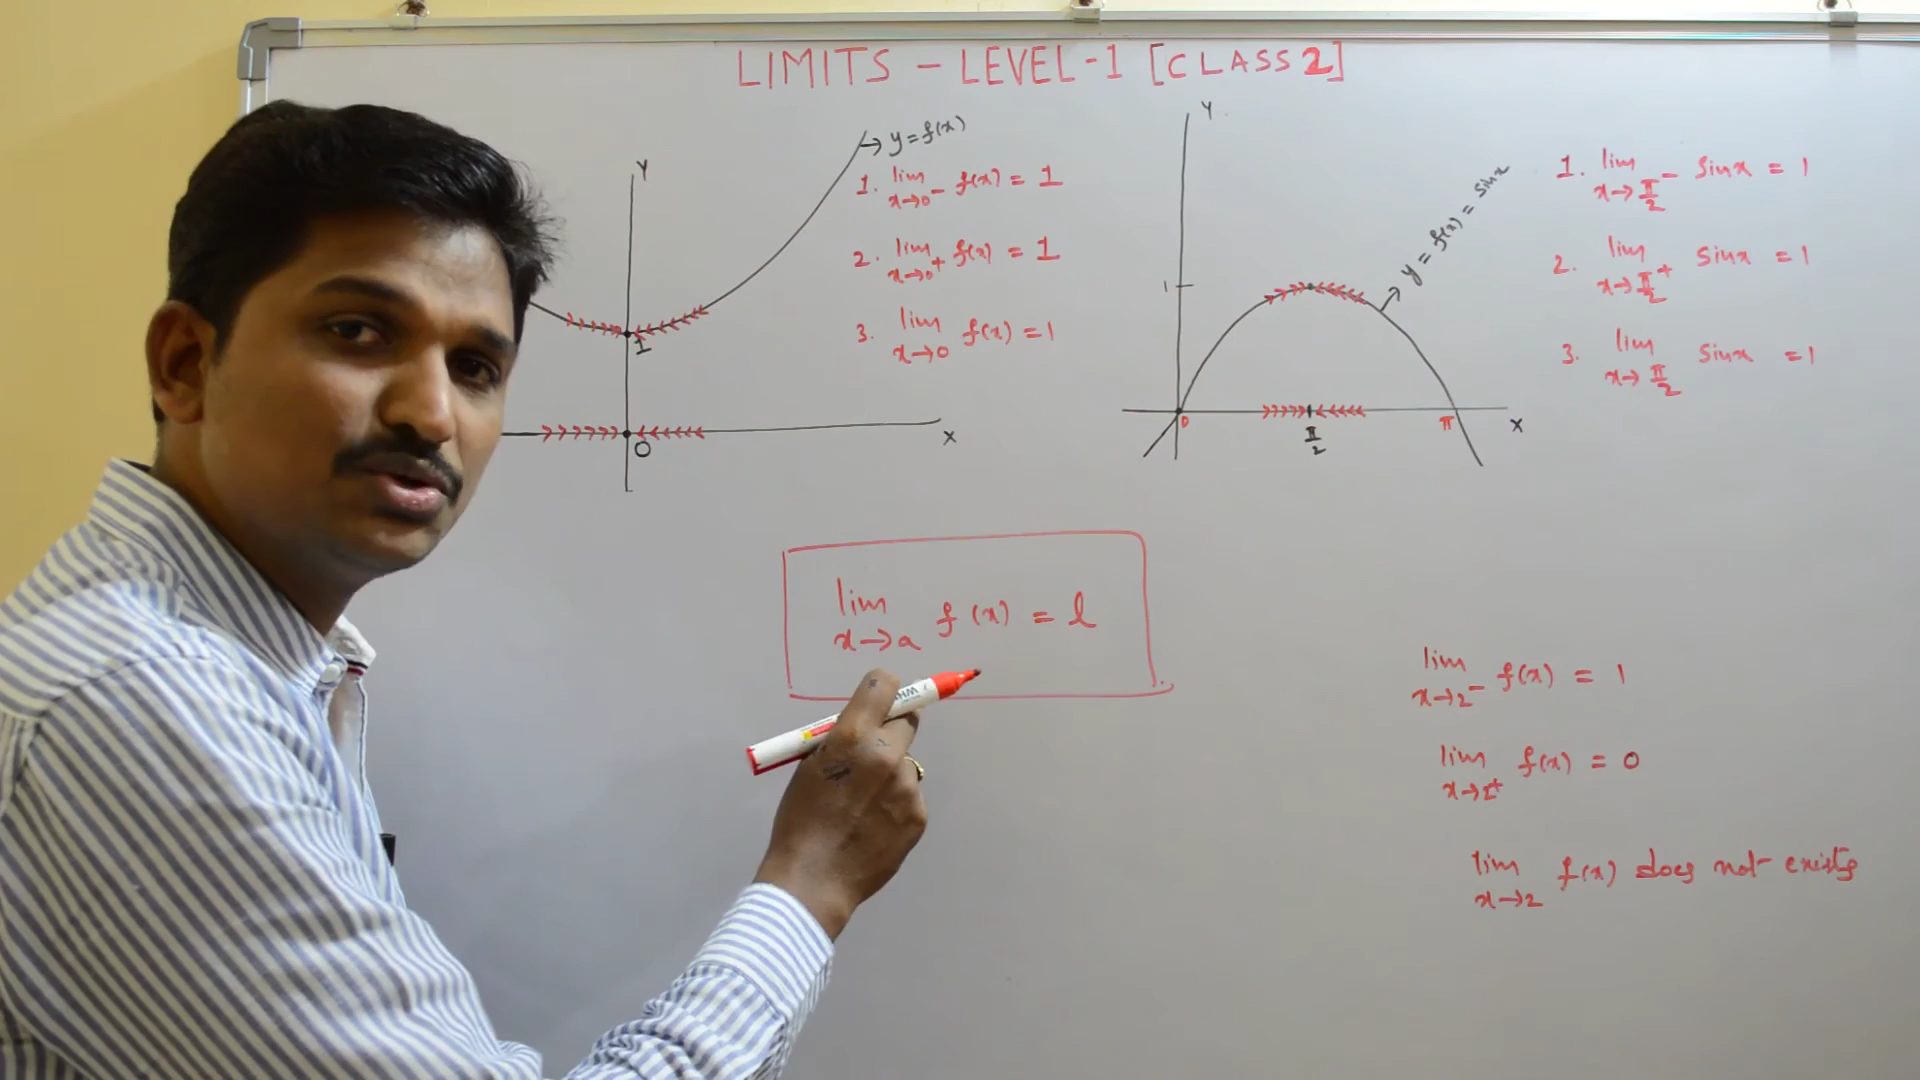 LIMITS - LEVEL-1 [CLASS 2]
Y
→ y = f(x)
1. lim x→0⁻ f(x) = 1
2. lim x→0⁺ f(x) = 1
3. lim x→0 f(x) = 1
1
O
X
Y
1
y = f(x) = sinx
0
π/2
π
X
1. lim x→π/2⁻ sinx = 1
2. lim x→π/2⁺ sinx = 1
3. lim x→π/2 sinx = 1
lim x→a f(x) = l
lim x→2⁻ f(x) = 1
lim x→2⁺ f(x) = 0
lim x→2 f(x) does not exists